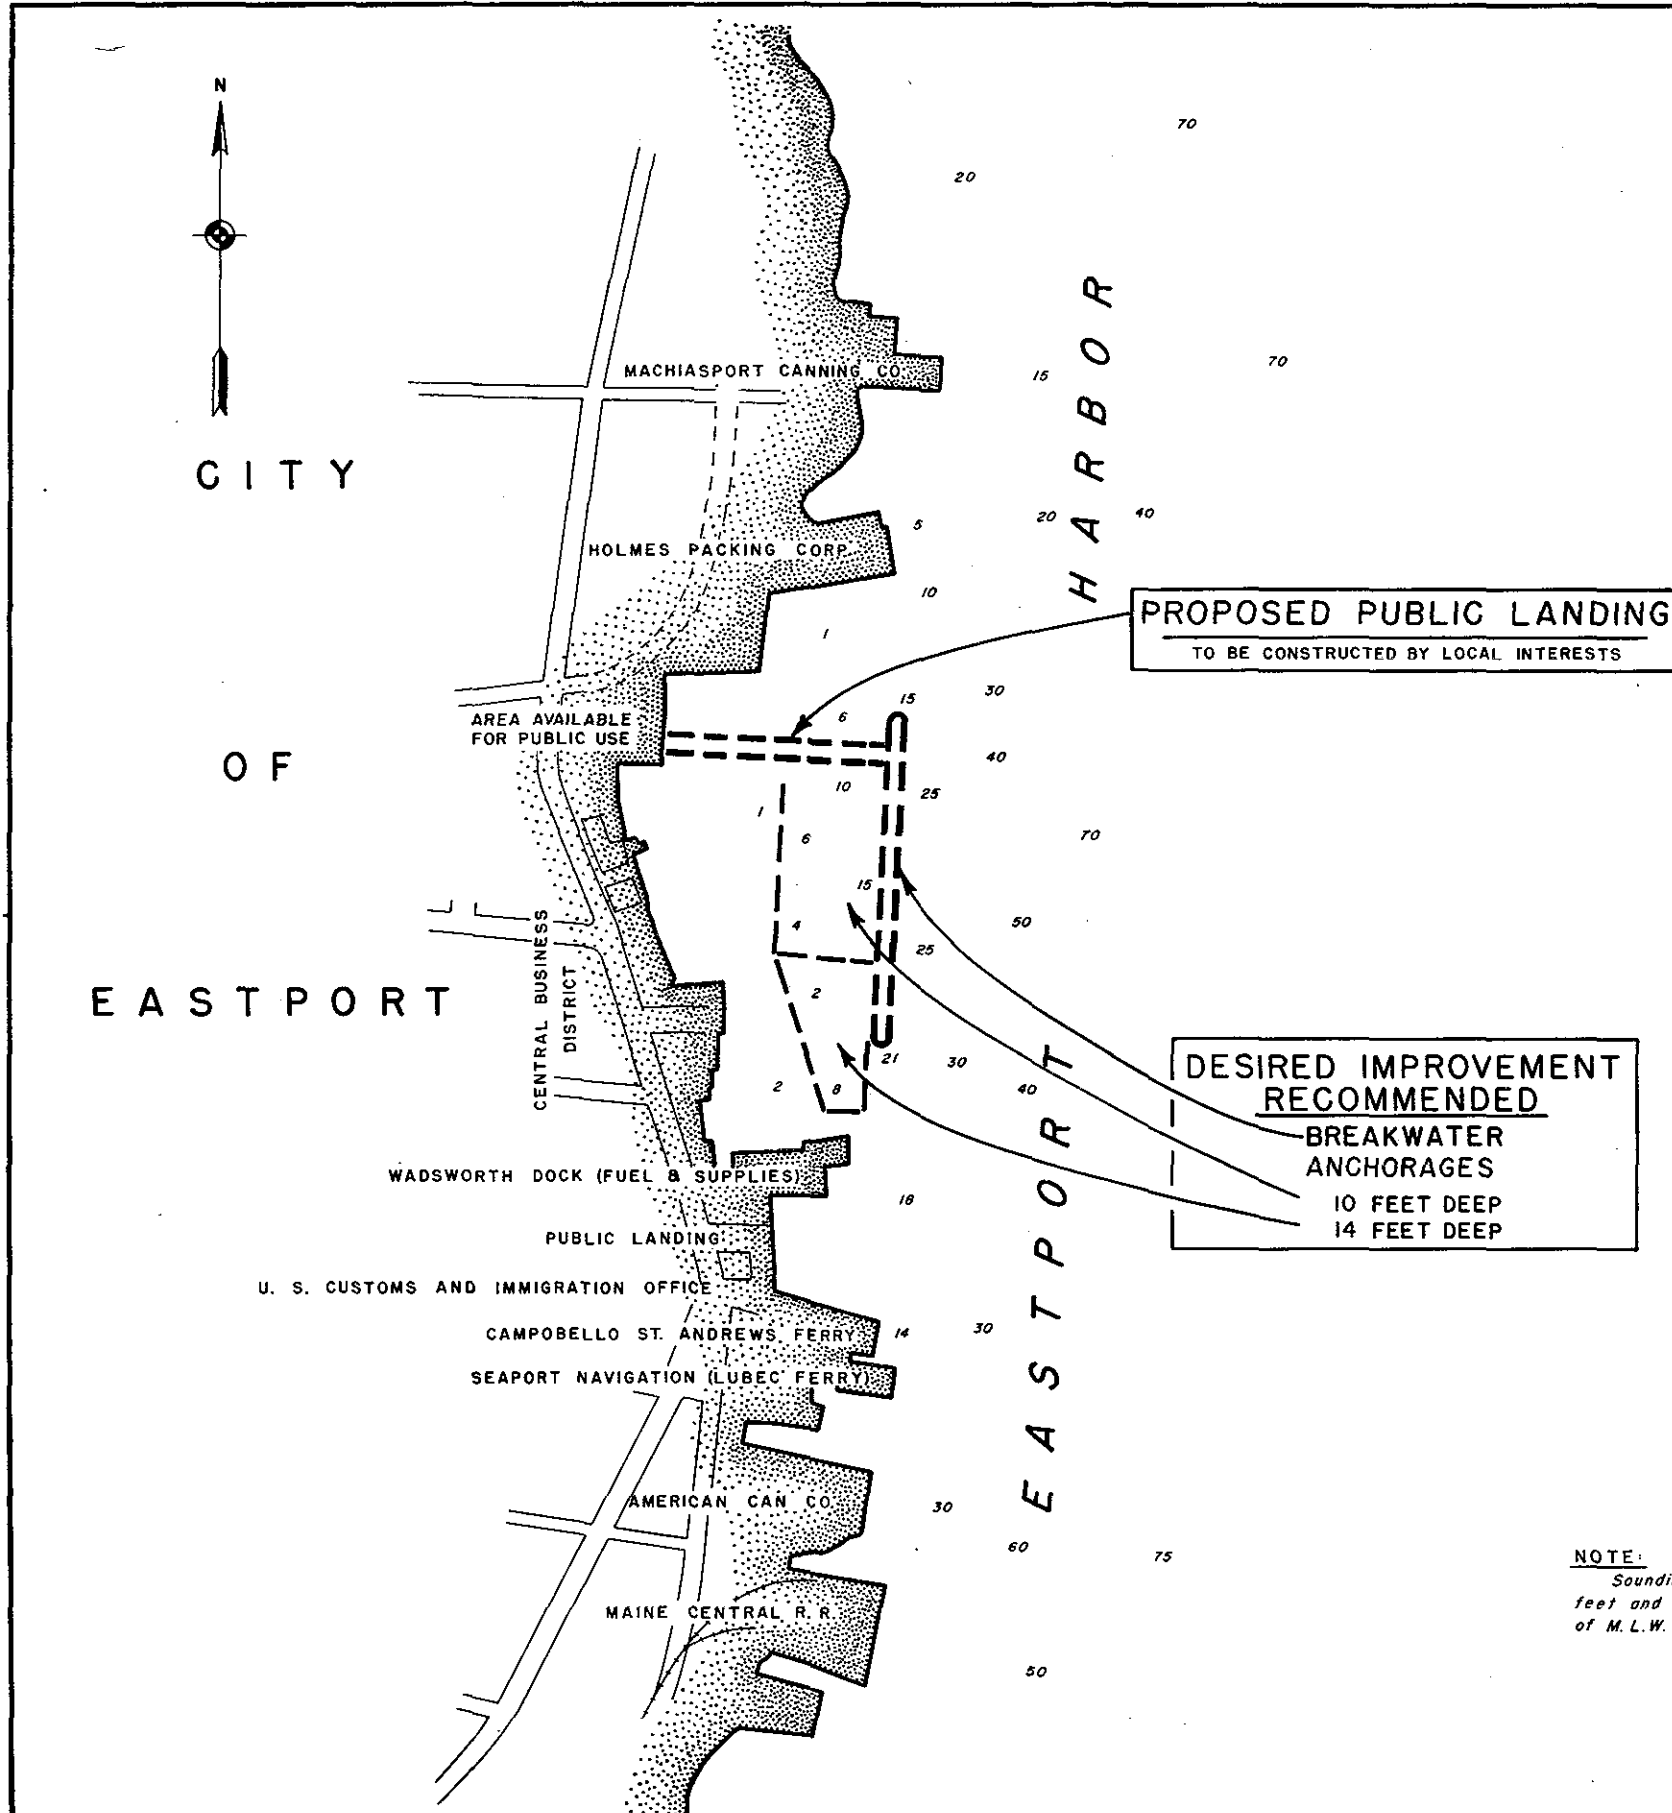 N
70
20
MACHIASPORT CANNING CO.
15
70
HARBOR
CITY
5
20
40
HOLMES PACKING CORP.
10
1
PROPOSED PUBLIC LANDING
TO BE CONSTRUCTED BY LOCAL INTERESTS
30
15
6
AREA AVAILABLE
FOR PUBLIC USE
40
OF
10
25
1
6
70
15
4
50
25
CENTRAL BUSINESS
DISTRICT
2
EASTPORT
21
30
40
2
8
DESIRED IMPROVEMENT
RECOMMENDED
BREAKWATER
ANCHORAGES
10 FEET DEEP
14 FEET DEEP
WADSWORTH DOCK (FUEL & SUPPLIES)
18
PUBLIC LANDING
U. S. CUSTOMS AND IMMIGRATION OFFICE
CAMPOBELLO ST. ANDREWS FERRY
14
30
SEAPORT NAVIGATION (LUBEC FERRY)
EASTPORT
AMERICAN CAN CO.
30
60
75
NOTE:
feet and
of M.L.W.
MAINE CENTRAL R.R.
50